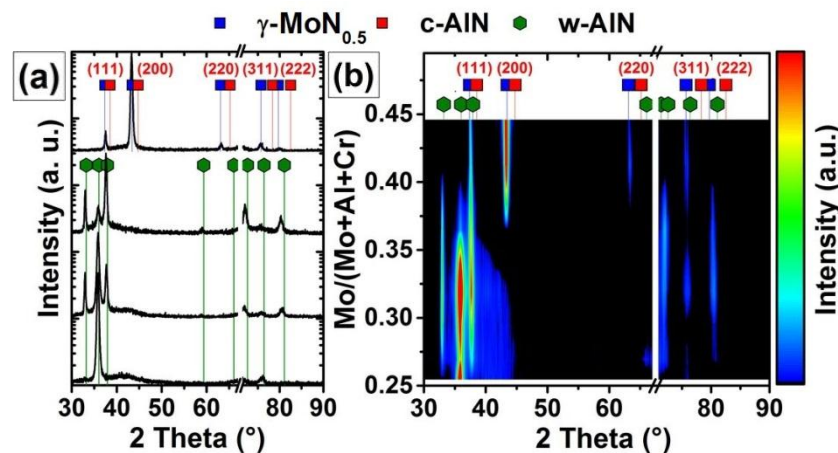 γ-MoN0.5 c-AlN w-AlN
(a)
(111) (200) (220) (311) (222)
Intensity (a. u.)
30 40 50 60 80 90
2 Theta (°)
(b)
(111) (200) (220) (311) (222)
Mo/(Mo+Al+Cr)
0.45
0.40
0.35
0.30
0.25
30 40 50 60 80 90
2 Theta (°)
Intensity (a.u.)